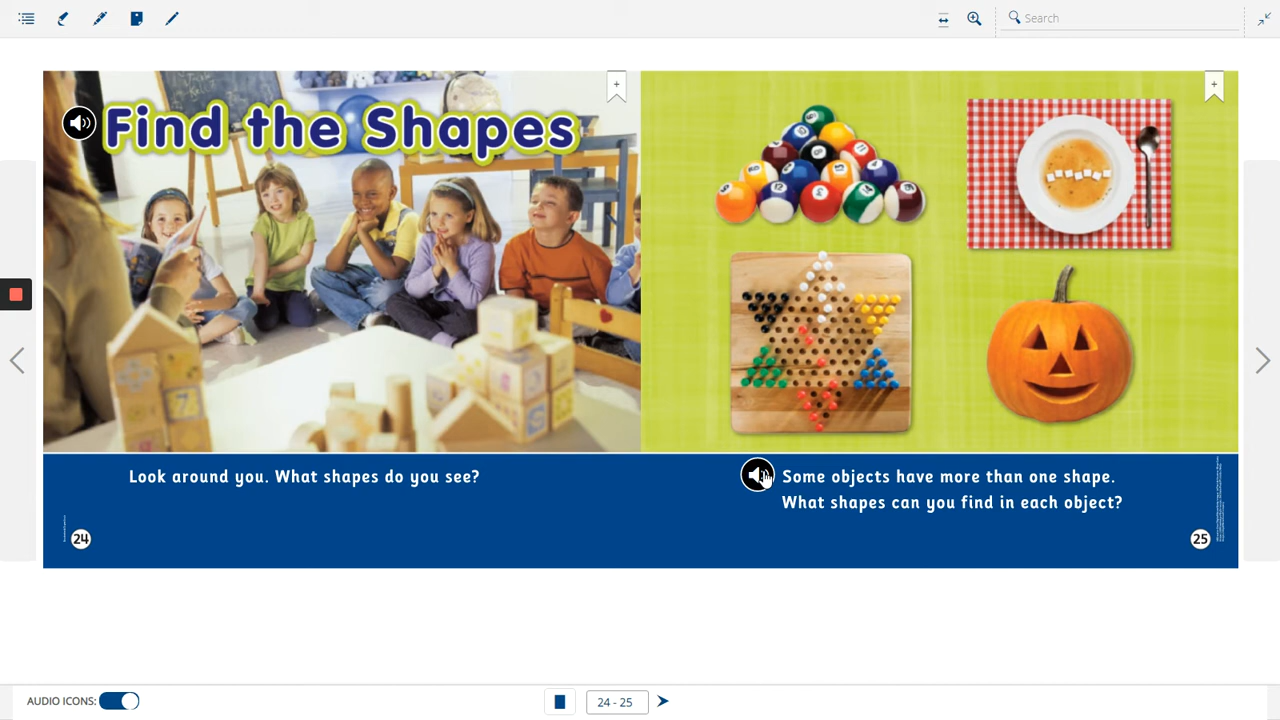 Search
Find the Shapes
Look around you. What shapes do you see?
24
Some objects have more than one shape.
What shapes can you find in each object?
25
AUDIO ICONS:
24 - 25